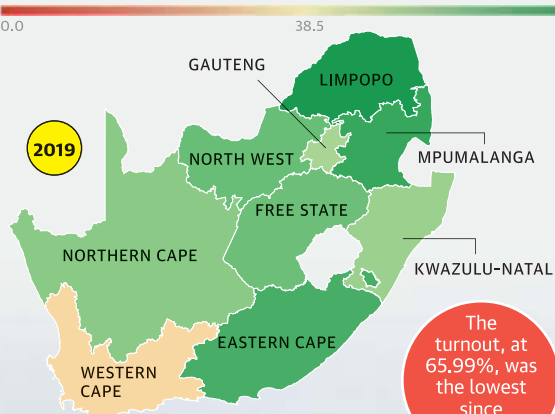 0.0 38.5
GAUTENG
LIMPOPO
2019
NORTH WEST
MPUMALANGA
FREE STATE
NORTHERN CAPE
KWAZULU-NATAL
EASTERN CAPE
WESTERN
CAPE
The
turnout, at
65.99%, was
the lowest
since